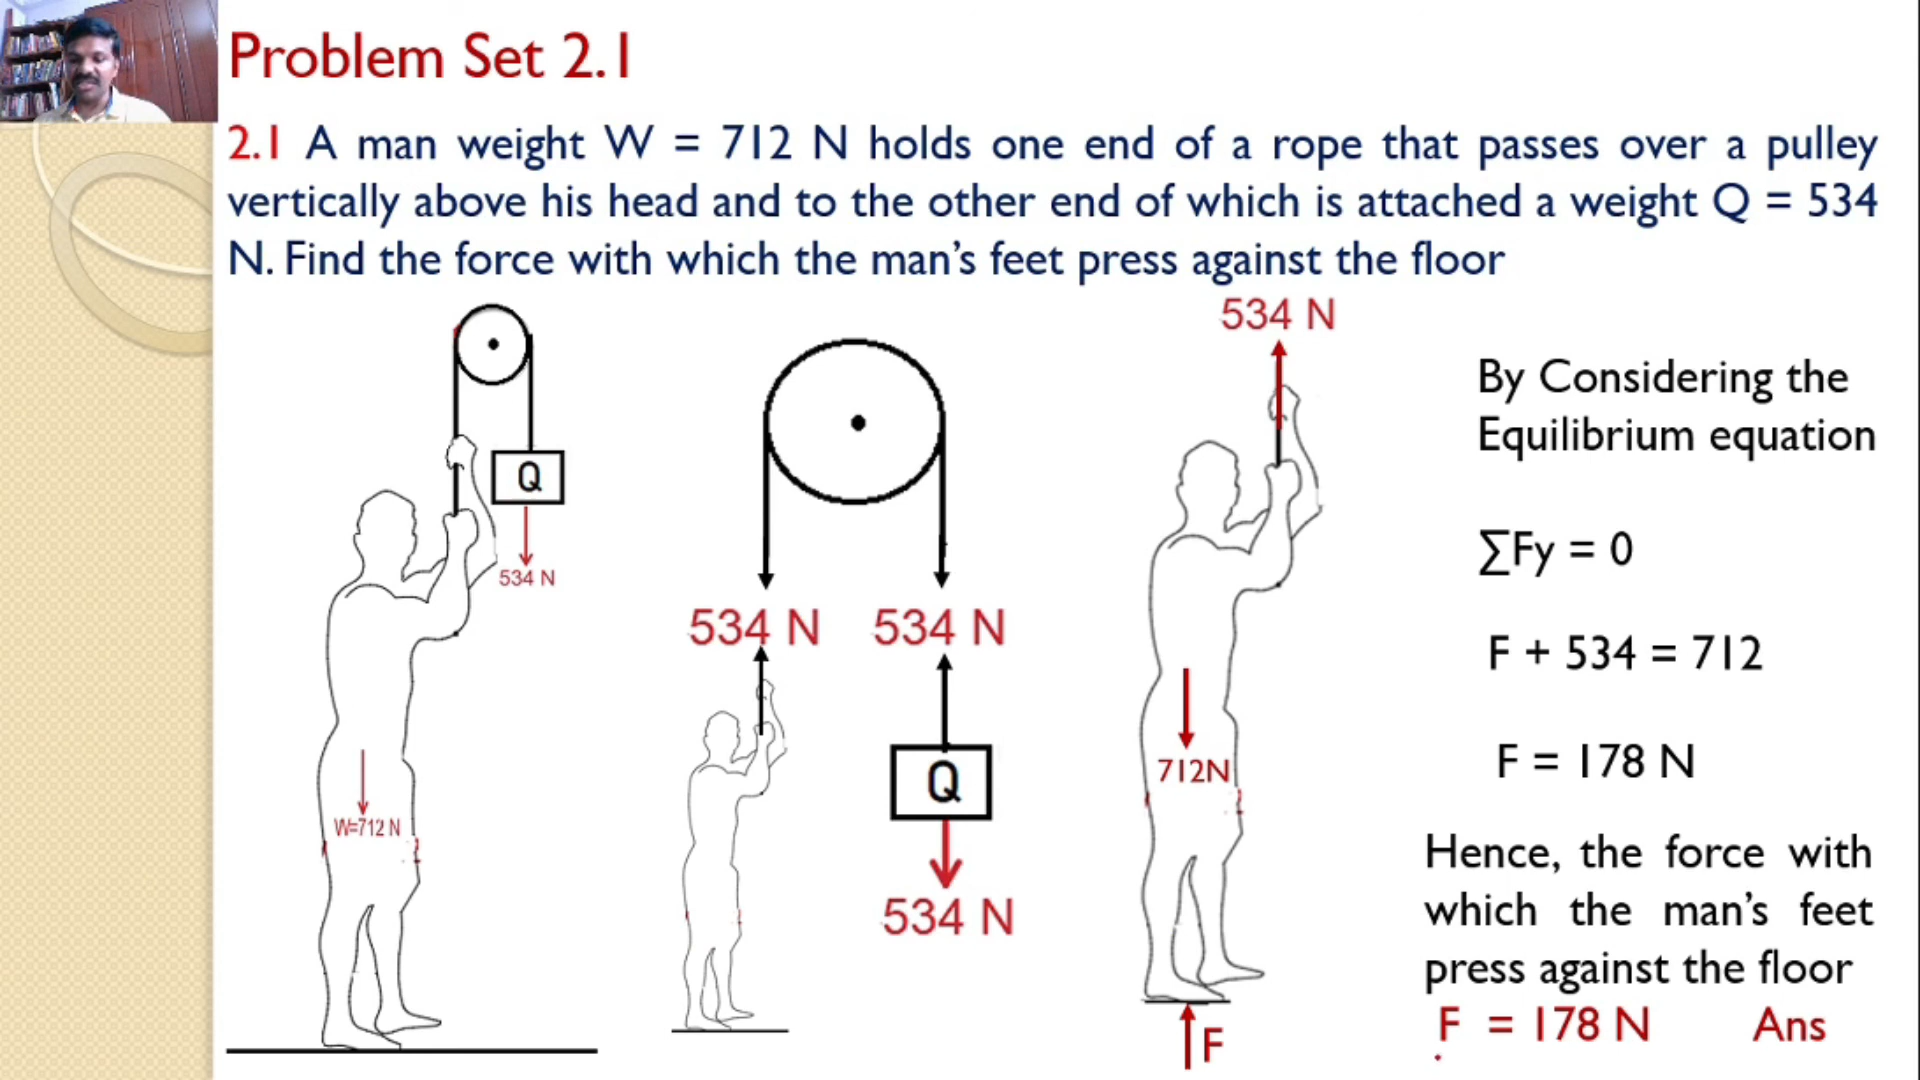 Problem Set 2.1
2.1 A man weight W = 712 N holds one end of a rope that passes over a pulley
vertically above his head and to the other end of which is attached a weight Q = 534
N. Find the force with which the man’s feet press against the floor
Q
534 N
W=712 N
534 N
534 N
Q
534 N
534 N
712N
F
By Considering the
Equilibrium equation
∑Fy = 0
F + 534 = 712
F = 178 N
Hence, the force with
which the man’s feet
press against the floor
F = 178 N Ans